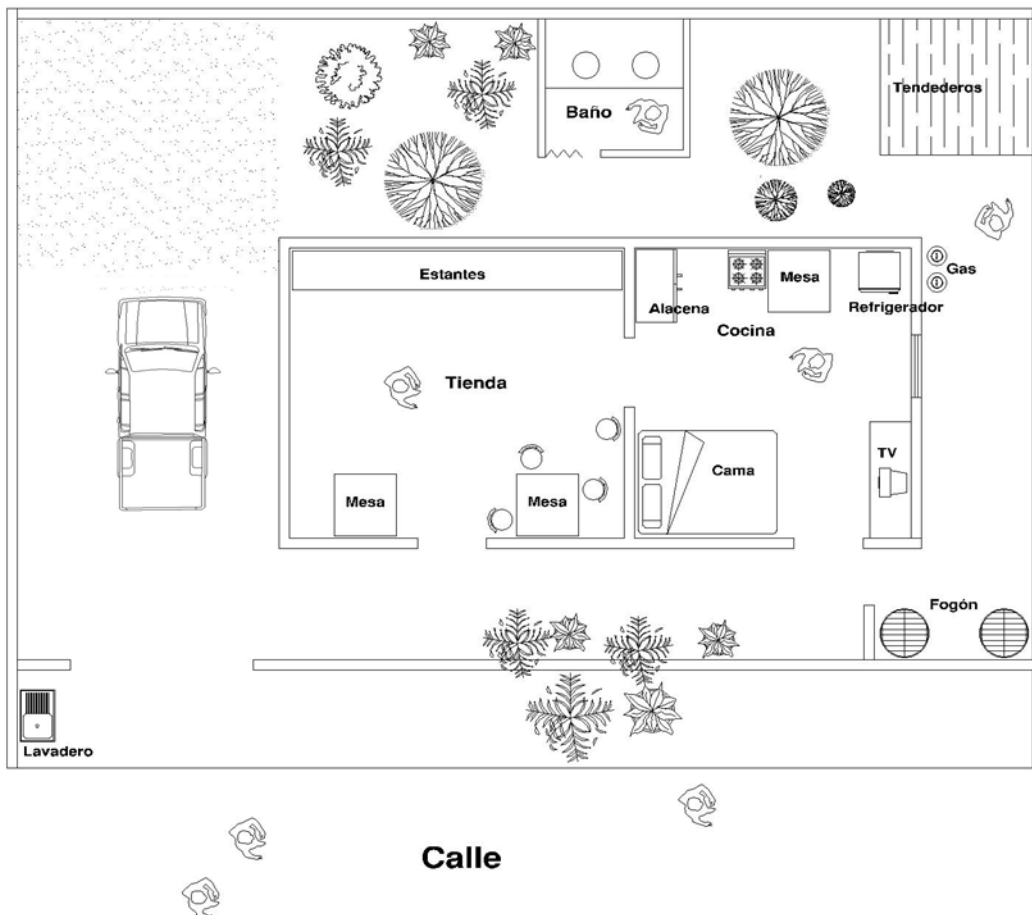 Tendederos
Baño
Estantes
Mesa
Gas
Alacena
Refrigerador
Cocina
Tienda
TV
Cama
Mesa
Mesa
Fogón
Lavadero
Calle